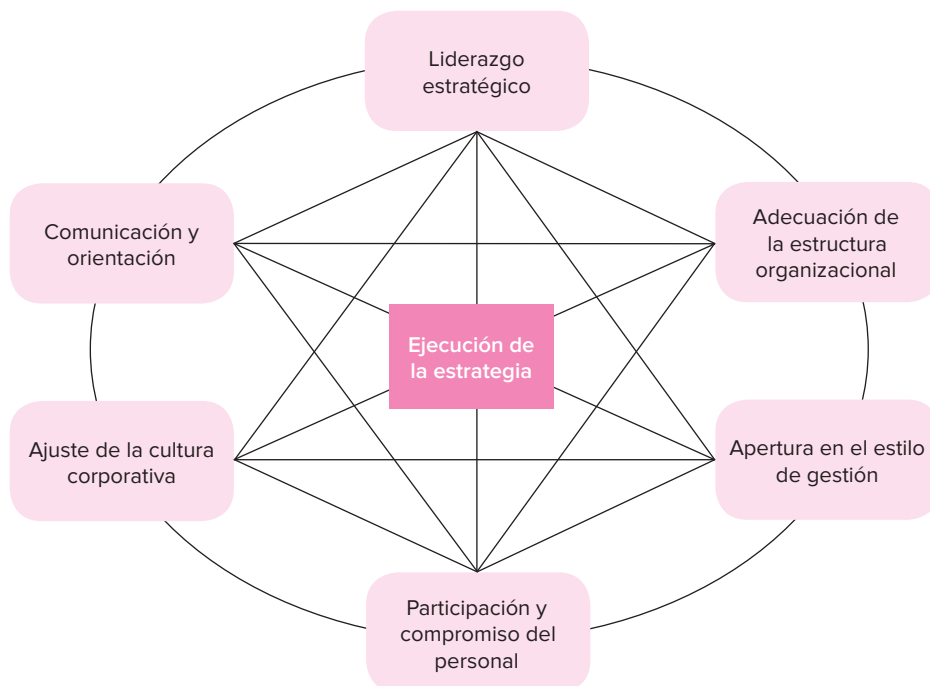 Liderazgo
estratégico
Comunicación y
orientación
Adecuación de
la estructura
organizacional
Ejecución de
la estrategia
Ajuste de la cultura
corporativa
Apertura en el estilo
de gestión
Participación y
compromiso del
personal